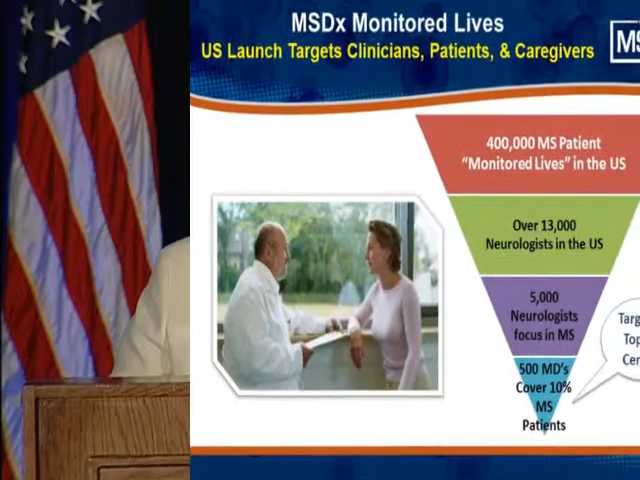 MSDx Monitored Lives
US Launch Targets Clinicians, Patients, & Caregivers
400,000 MS Patient
“Monitored Lives” in the US
Over 13,000
Neurologists in the US
5,000
Neurologists
focus in MS
500 MD's
Cover 10%
MS
Patients